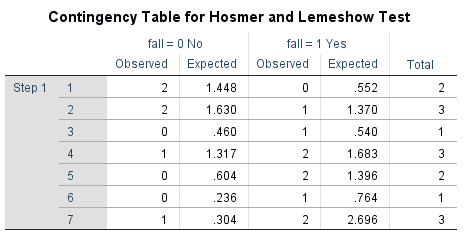 Contingency Table for Hosmer and Lemeshow Test
fall = 0 No fall = 1 Yes
Observed Expected Observed Expected Total
Step 1 1 2 1.448 0 .552 2
2 2 1.630 1 1.370 3
3 0 .460 1 .540 1
4 1 1.317 2 1.683 3
5 0 .604 2 1.396 2
6 0 .236 1 .764 1
7 1 .304 2 2.696 3